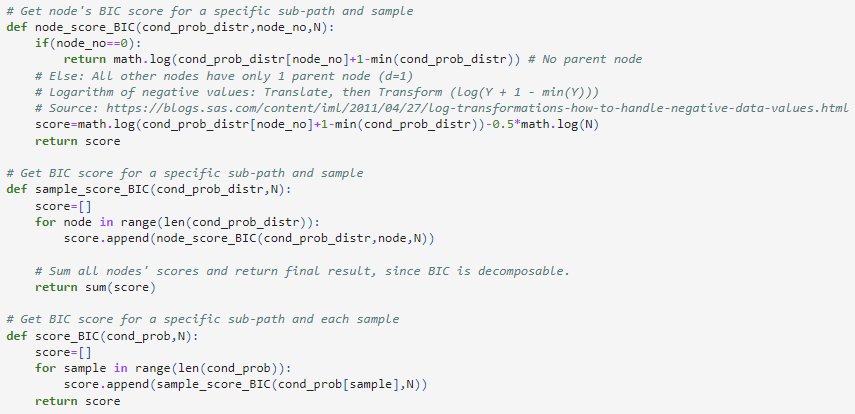 # Get node's BIC score for a specific sub-path and sample
def node_score_BIC(cond_prob_distr,node_no,N):
    if(node_no==0):
        return math.log(cond_prob_distr[node_no]+1-min(cond_prob_distr)) # No parent node
    # Else: All other nodes have only 1 parent node (d=1)
    # Logarithm of negative values: Translate, then Transform (log(Y + 1 - min(Y)))
    # Source: https://blogs.sas.com/content/iml/2011/04/27/log-transformations-how-to-handle-negative-data-values.html
    score=math.log(cond_prob_distr[node_no]+1-min(cond_prob_distr))-0.5*math.log(N)
    return score

# Get BIC score for a specific sub-path and sample
def sample_score_BIC(cond_prob_distr,N):
    score=[]
    for node in range(len(cond_prob_distr)):
        score.append(node_score_BIC(cond_prob_distr,node,N))

    # Sum all nodes' scores and return final result, since BIC is decomposable.
    return sum(score)

# Get BIC score for a specific sub-path and each sample
def score_BIC(cond_prob,N):
    score=[]
    for sample in range(len(cond_prob)):
        score.append(sample_score_BIC(cond_prob[sample],N))
    return score